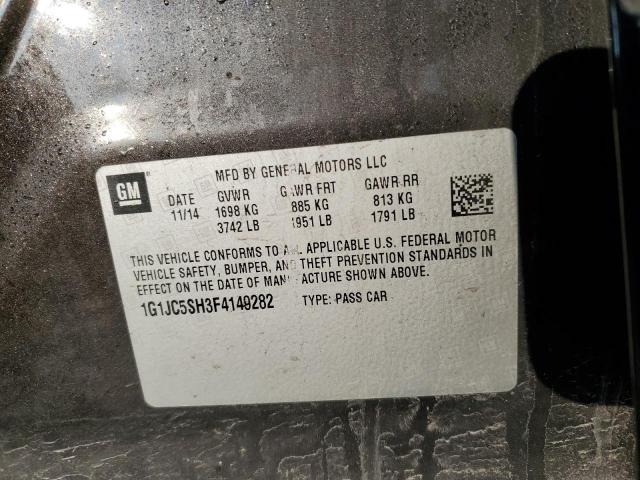 GM
MFD BY GENERAL MOTORS LLC
DATE GVWR GAWR FRT GAWR RR
11/14 1698 KG 885 KG 813 KG
3742 LB 1951 LB 1791 LB
THIS VEHICLE CONFORMS TO ALL APPLICABLE U.S. FEDERAL MOTOR
VEHICLE SAFETY, BUMPER, AND THEFT PREVENTION STANDARDS IN
EFFECT ON THE DATE OF MANUFACTURE SHOWN ABOVE.
1G1JC5SH3F4149282 TYPE: PASS CAR